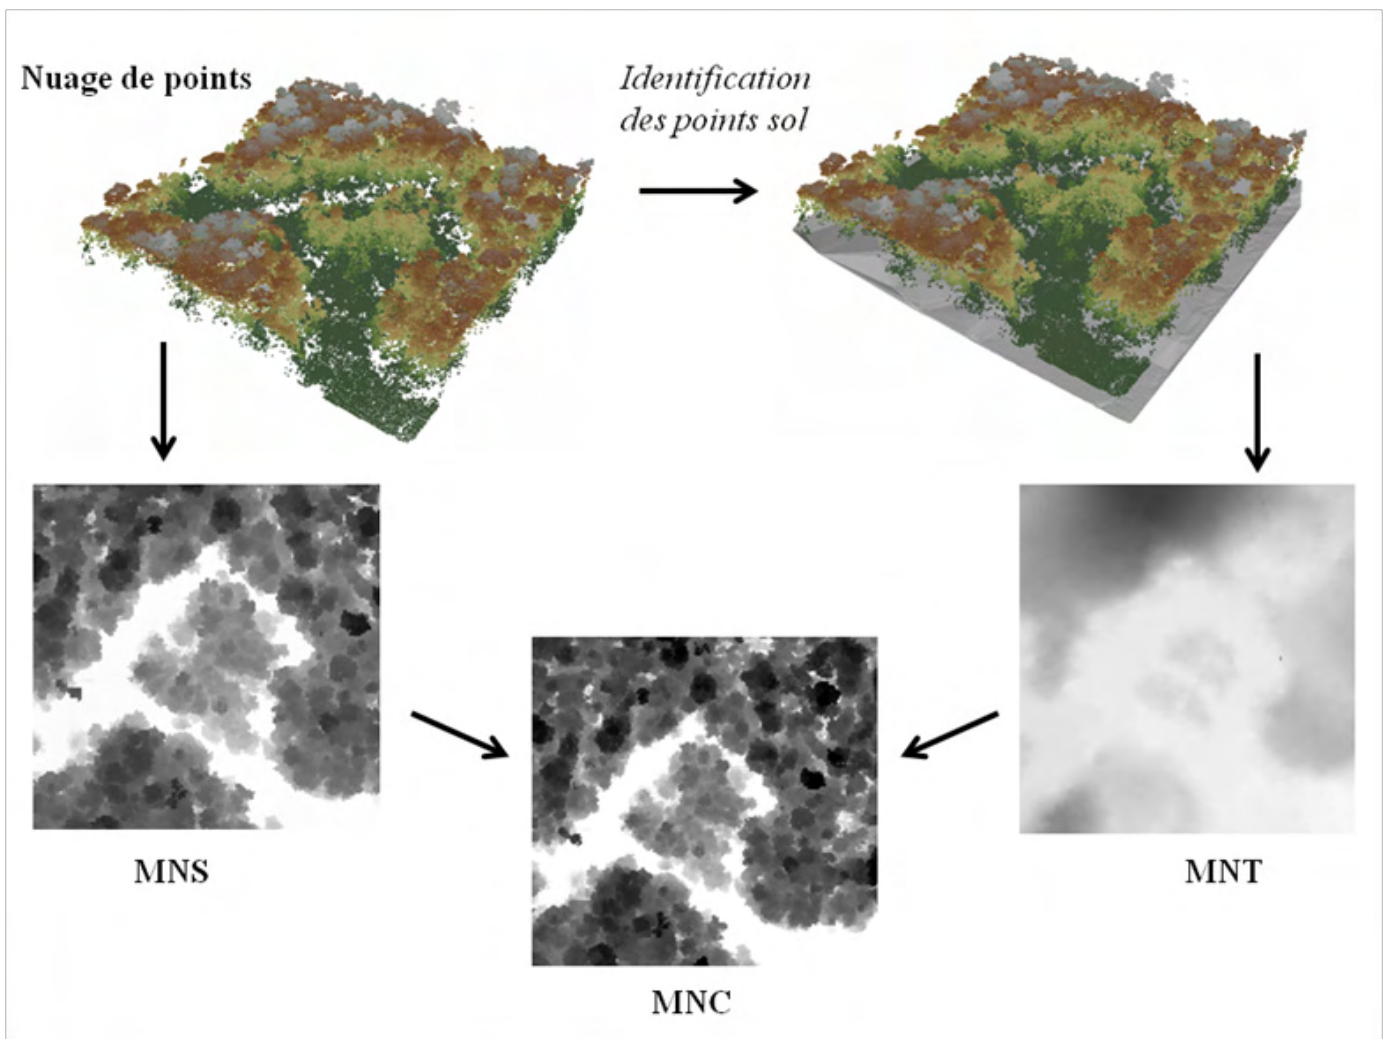 Nuage de points
Identification
des points sol
MNS
MNT
MNC